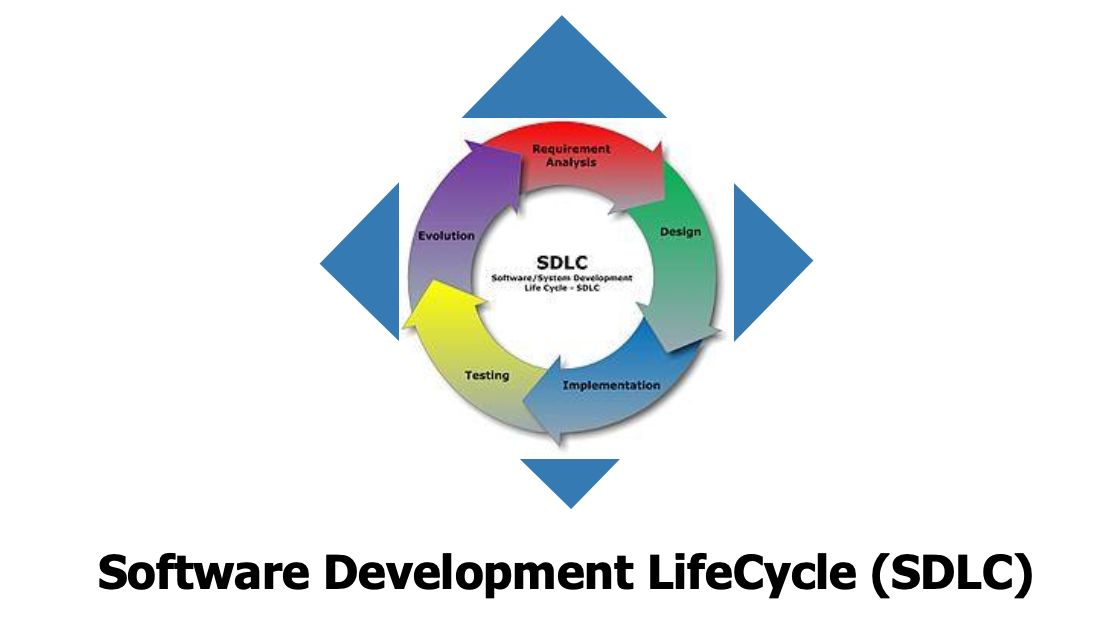 Requirement
Analysis
Design
Evolution
SDLC
Software/System Development
Life Cycle - SDLC
Testing
Implementation
Software Development LifeCycle (SDLC)